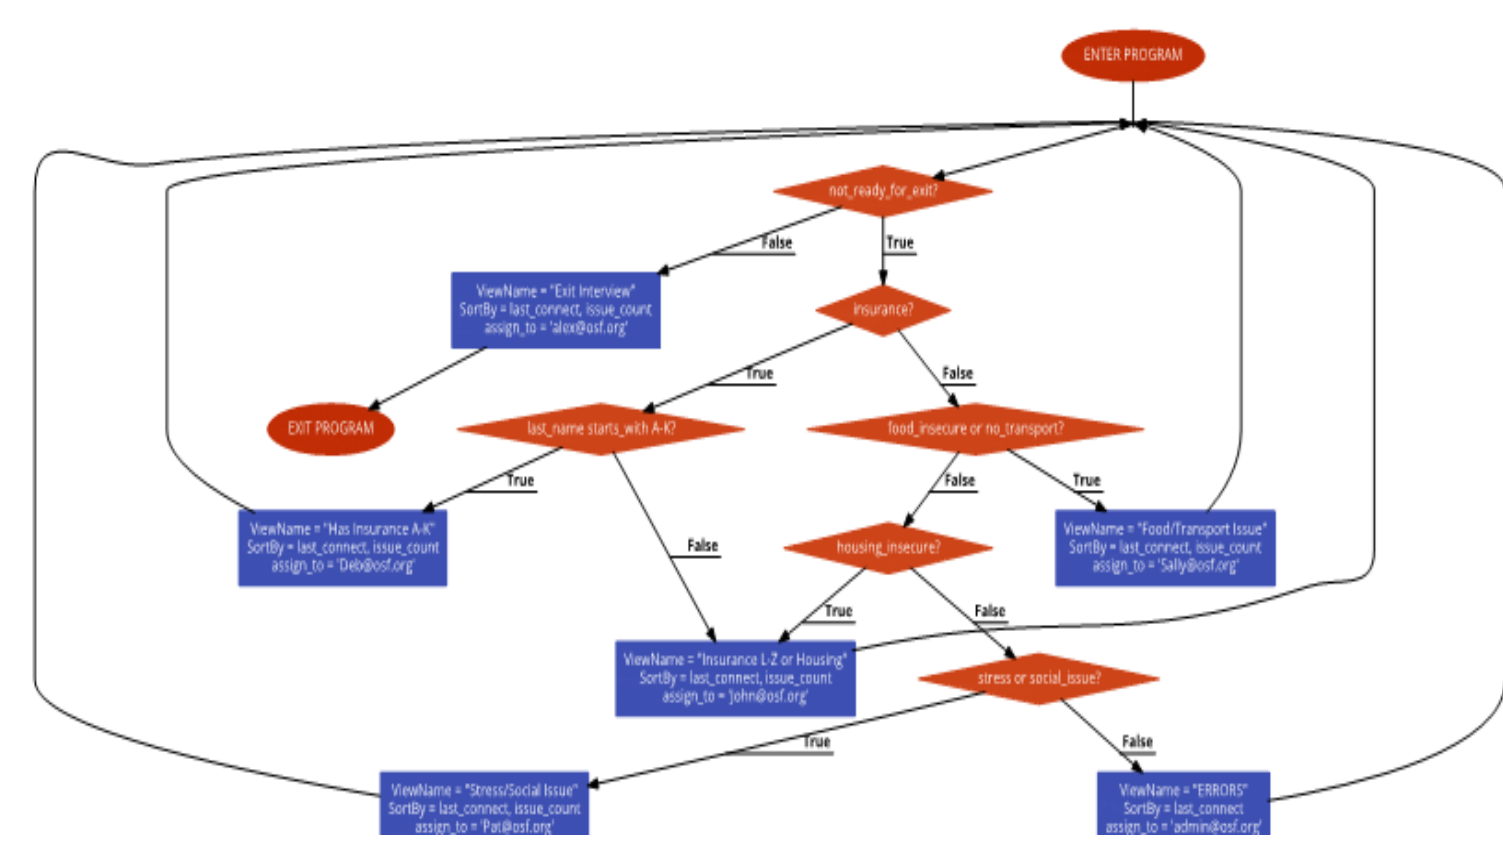 ENTER PROGRAM
not_ready_for_exit?
False
True
ViewName = "Exit Interview"
SortBy = last_connect, issue_count
assign_to = 'alex@osf.org'
insurance?
True
False
EXIT PROGRAM
last_name starts_with A-K?
food_insecure or no_transport?
True
False
True
ViewName = "Has Insurance A-K"
SortBy = last_connect, issue_count
assign_to = 'Deb@osf.org'
False
housing_insecure?
ViewName = "Food/Transport Issue"
SortBy = last_connect, issue_count
assign_to = 'Sally@osf.org'
True
False
ViewName = "Insurance L-Z or Housing"
SortBy = last_connect, issue_count
assign_to = 'John@osf.org'
stress or social_issue?
True
False
ViewName = "Stress/Social Issue"
SortBy = last_connect, issue_count
assign_to = 'Pat@osf.org'
ViewName = "ERRORS"
SortBy = last_connect
assign_to = 'admin@osf.org'